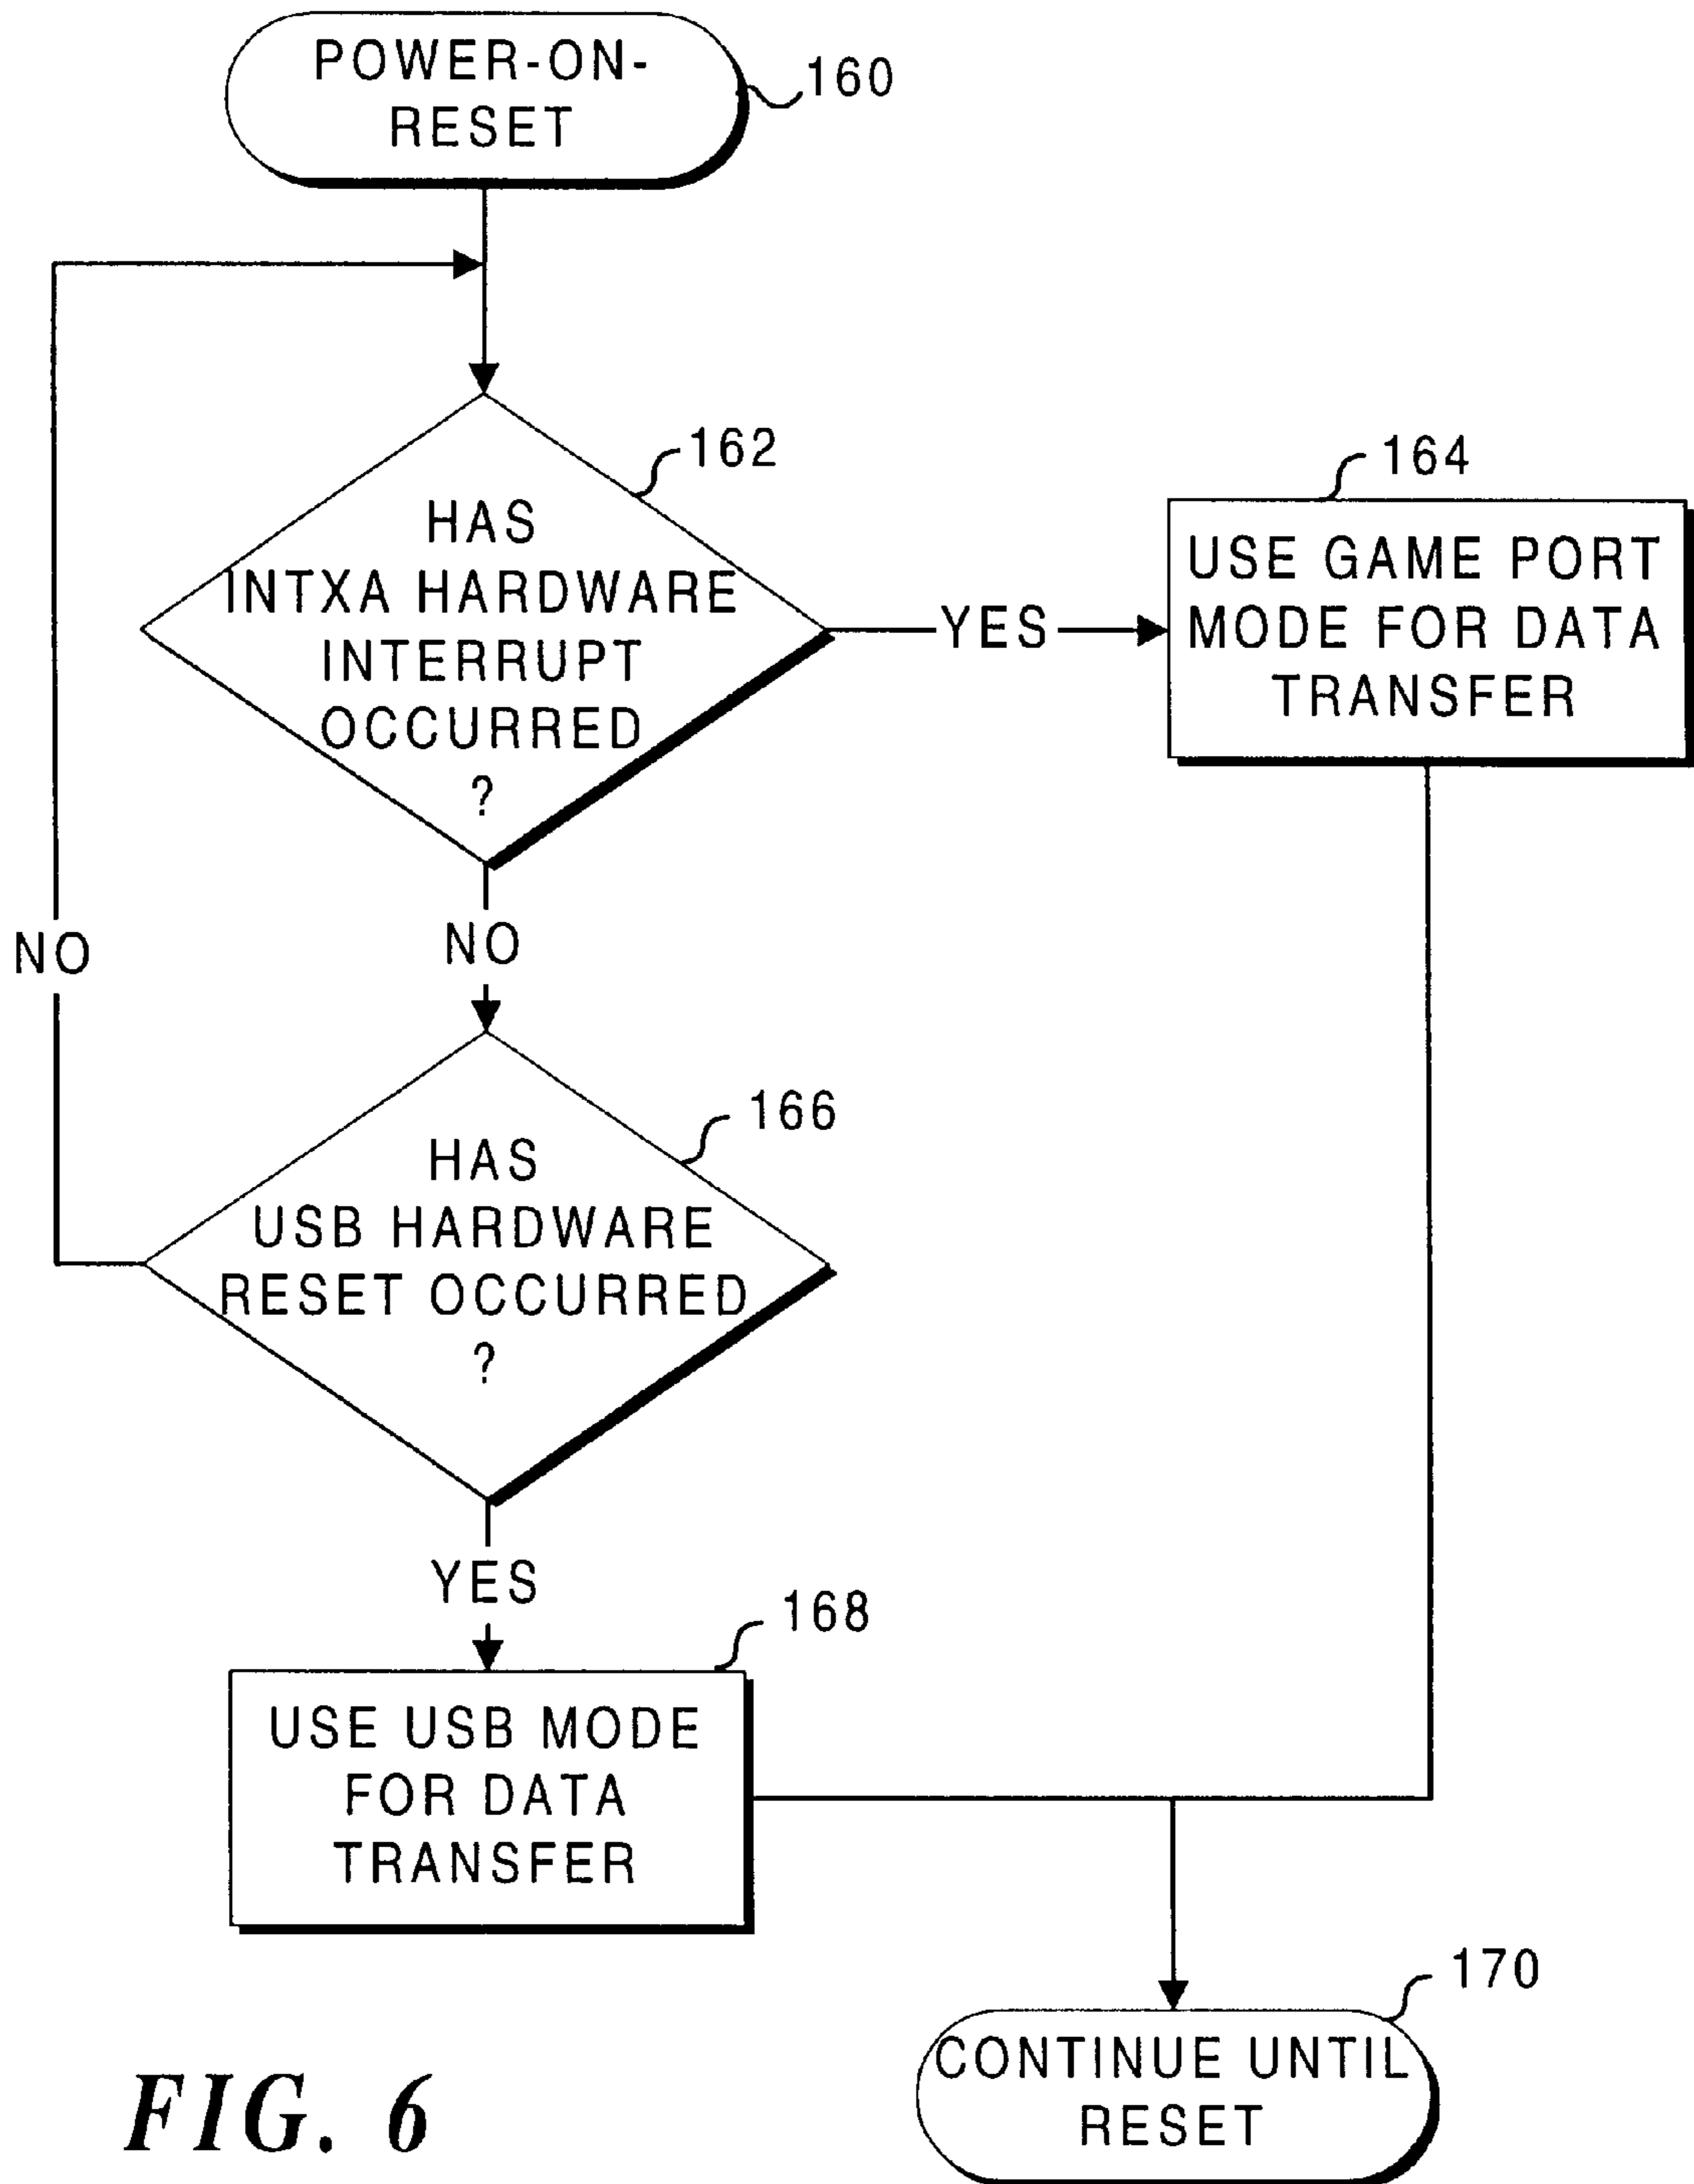 POWER-ON-
RESET
160
162
HAS
INTXA HARDWARE
INTERRUPT
OCCURRED
?
YES
164
USE GAME PORT
MODE FOR DATA
TRANSFER
NO
NO
166
HAS
USB HARDWARE
RESET OCCURRED
?
YES
168
USE USB MODE
FOR DATA
TRANSFER
170
CONTINUE UNTIL
RESET
FIG. 6